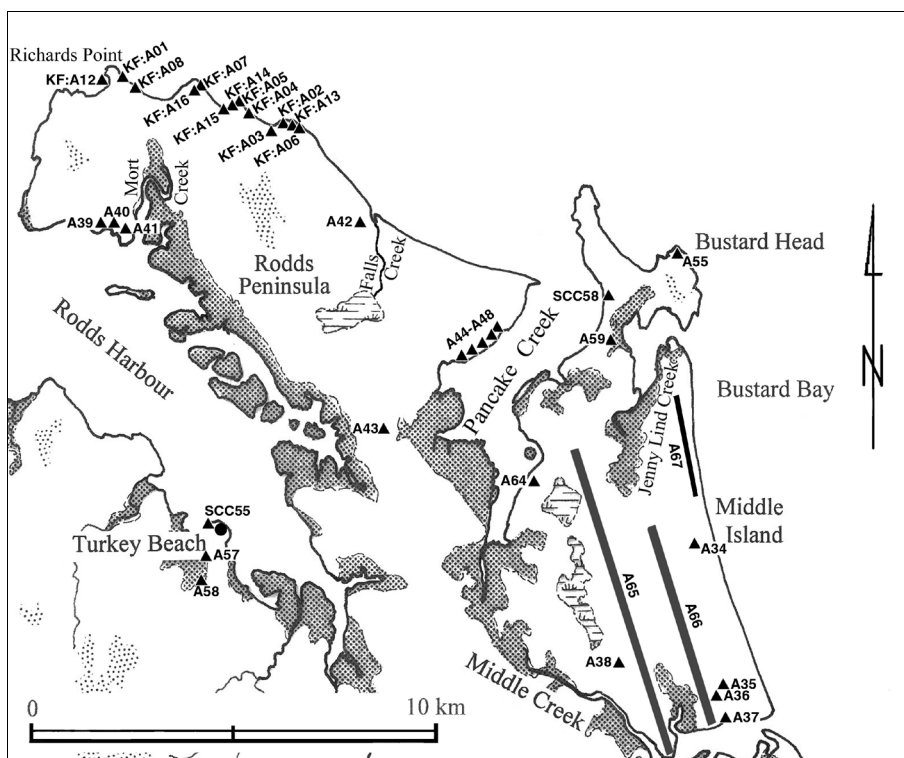 Richards Point
KF:A01
KF:A12
KF:A08
KF:A07
KF:A16
KF:A14
KF:A05
KF:A15
KF:A04
KF:A02
KF:A13
KF:A03
KF:A06
Mort
Creek
A39
A40
A41
A42
Rodds
Peninsula
Falls
Creek
Bustard Head
A55
SCC58
A59
A44-A48
Pancake Creek
Rodds Harbour
N
Bustard Bay
Jenny Lind Creek
A67
A43
A64
Middle
Island
A34
SCC55
Turkey Beach
A57
A58
A65
A66
A38
A35
A36
A37
Middle Creek
0
10 km